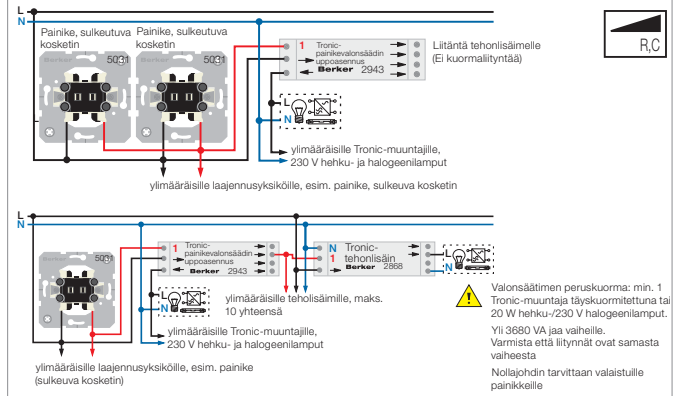 L
N
Painike, sulkeutuva
kosketin
Painike, sulkeutuva
kosketin
Berker 5031
Berker 5031
1 Tronic-
painikevalonsäädin
uppoasennus
Berker 2943
Liitäntä tehonlisäimelle
(Ei kuormaliityntää)
R,C
L
N
ylimääräisille Tronic-muuntajille,
230 V hehku- ja halogeenilamput
ylimääräisille laajennusyksiköille, esim. painike, sulkeuva kosketin
L
N
Berker 5031
1 Tronic-
painikevalonsäädin
uppoasennus
Berker 2943
N Tronic-
1 tehonlisäin
Berker 2868
L
N
L
N
ylimääräisille teholisäimille, maks.
10 yhteensä
ylimääräisille Tronic-muuntajille,
230 V hehku- ja halogeenilamput
ylimääräisille laajennusyksiköille, esim. painike
(sulkeuva kosketin)
Valonsäätimen peruskuorma: min. 1
Tronic-muuntaja täyskuormitettuna tai
20 W hehku-/230 V halogeenilamput.
Yli 3680 VA jaa vaiheille.
Varmista että liitynnät ovat samasta
vaiheesta
Nollajohdin tarvittaan valaistuille
painikkeille